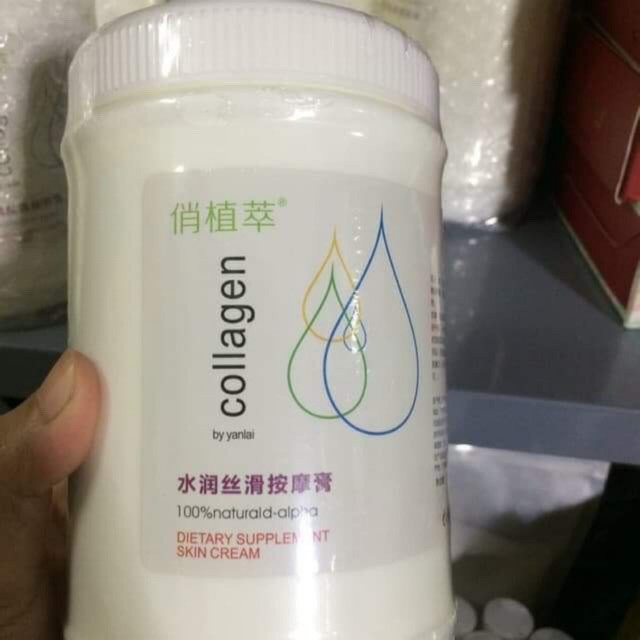 俏植萃®
collagen
by yanlai
水润丝滑按摩膏
100%naturald-alpha
DIETARY SUPPLEMENT
SKIN CREAM